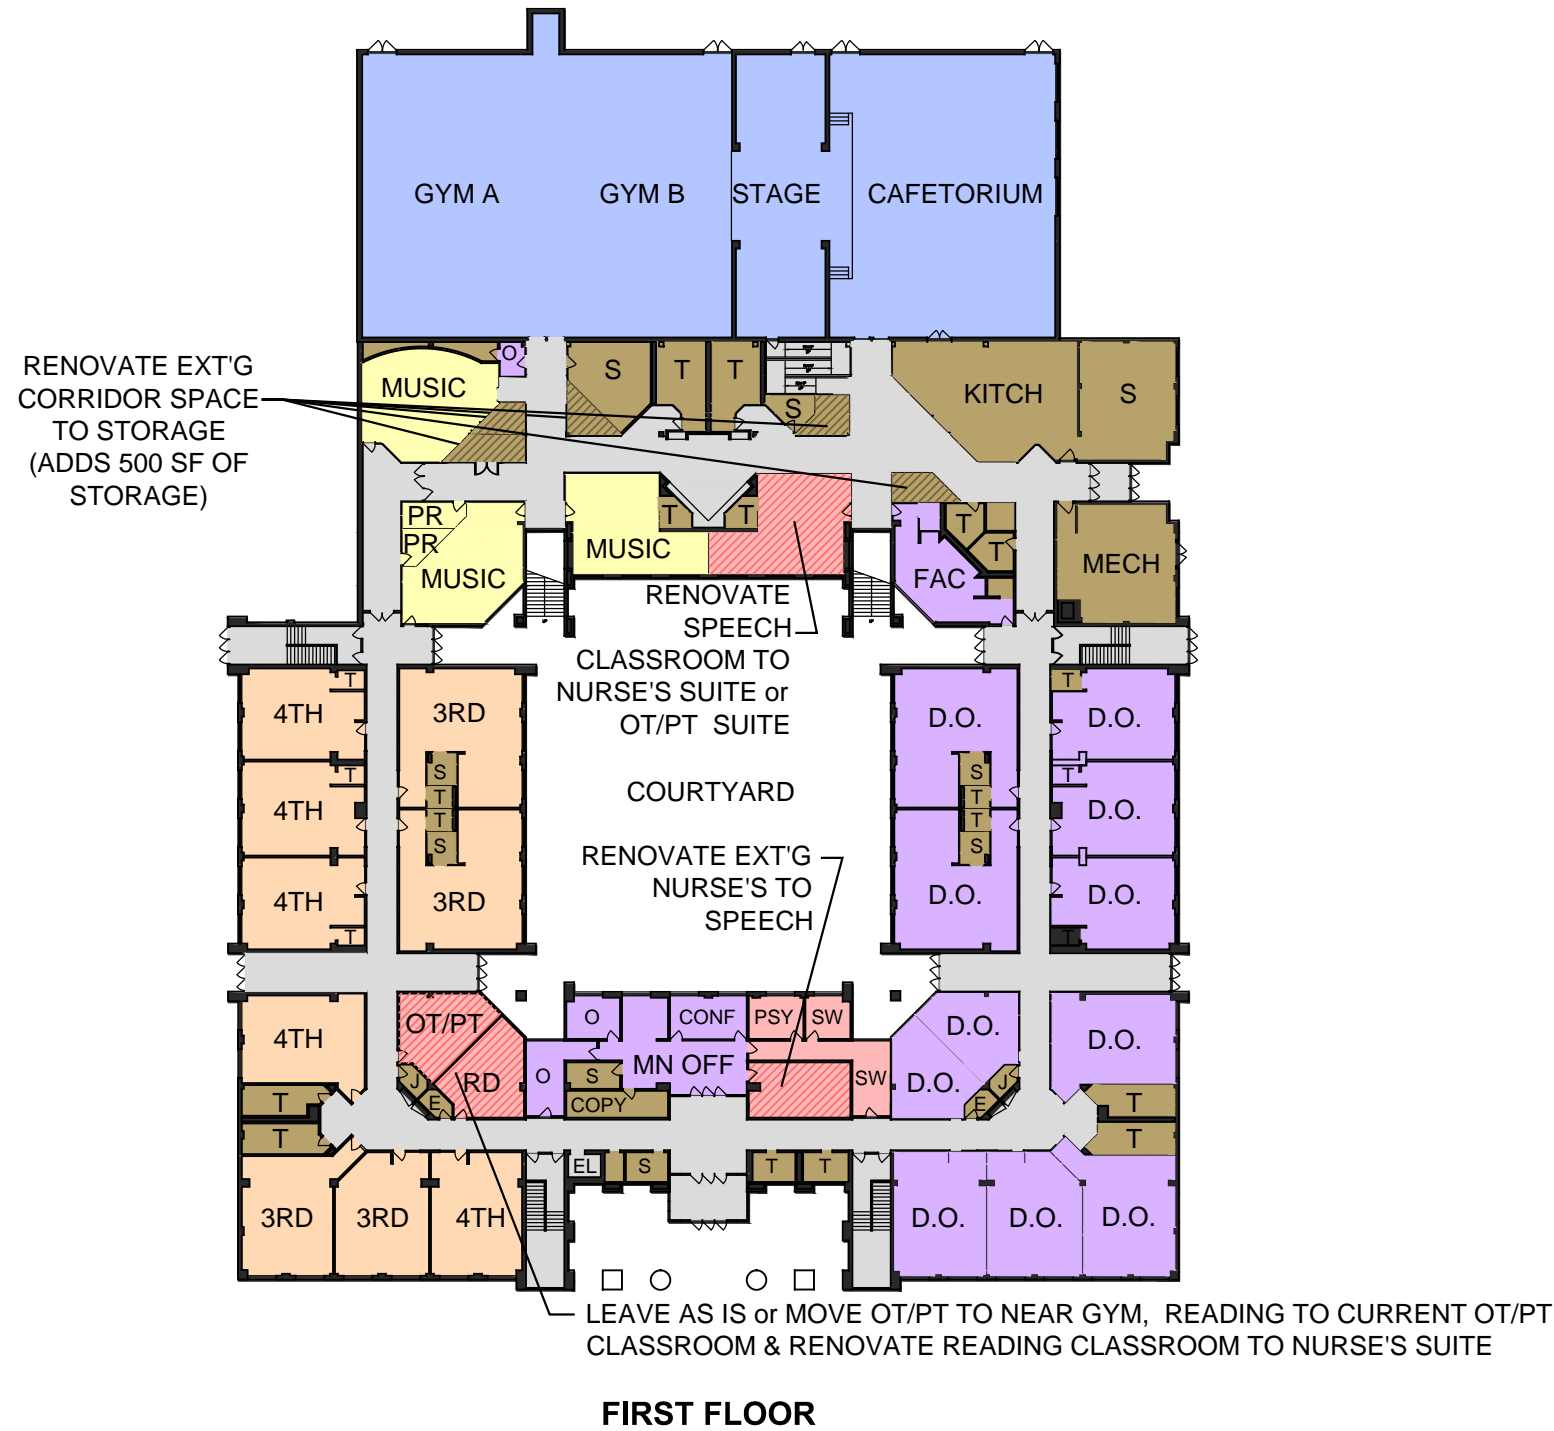 GYM A
GYM B
STAGE
CAFETORIUM
RENOVATE EXT'G
CORRIDOR SPACE
TO STORAGE
(ADDS 500 SF OF
STORAGE)
O
MUSIC
S
T
T
S
KITCH
S
PR
PR
MUSIC
MUSIC
T
T
T
T
FAC
MECH
RENOVATE
SPEECH
CLASSROOM TO
NURSE'S SUITE or
OT/PT SUITE
T
4TH
3RD
D.O.
T
D.O.
T
4TH
S
T
T
S
COURTYARD
S
T
T
S
T
D.O.
RENOVATE EXT'G
NURSE'S TO
SPEECH
4TH
T
3RD
D.O.
D.O.
T
4TH
OT/PT
RD
J
E
O
O
CONF
PSY
SW
MN OFF
S
COPY
SW
D.O.
D.O.
J
E
D.O.
T
T
T
T
EL
S
T
T
3RD
3RD
4TH
D.O.
D.O.
D.O.
LEAVE AS IS or MOVE OT/PT TO NEAR GYM, READING TO CURRENT OT/PT
CLASSROOM & RENOVATE READING CLASSROOM TO NURSE'S SUITE
FIRST FLOOR